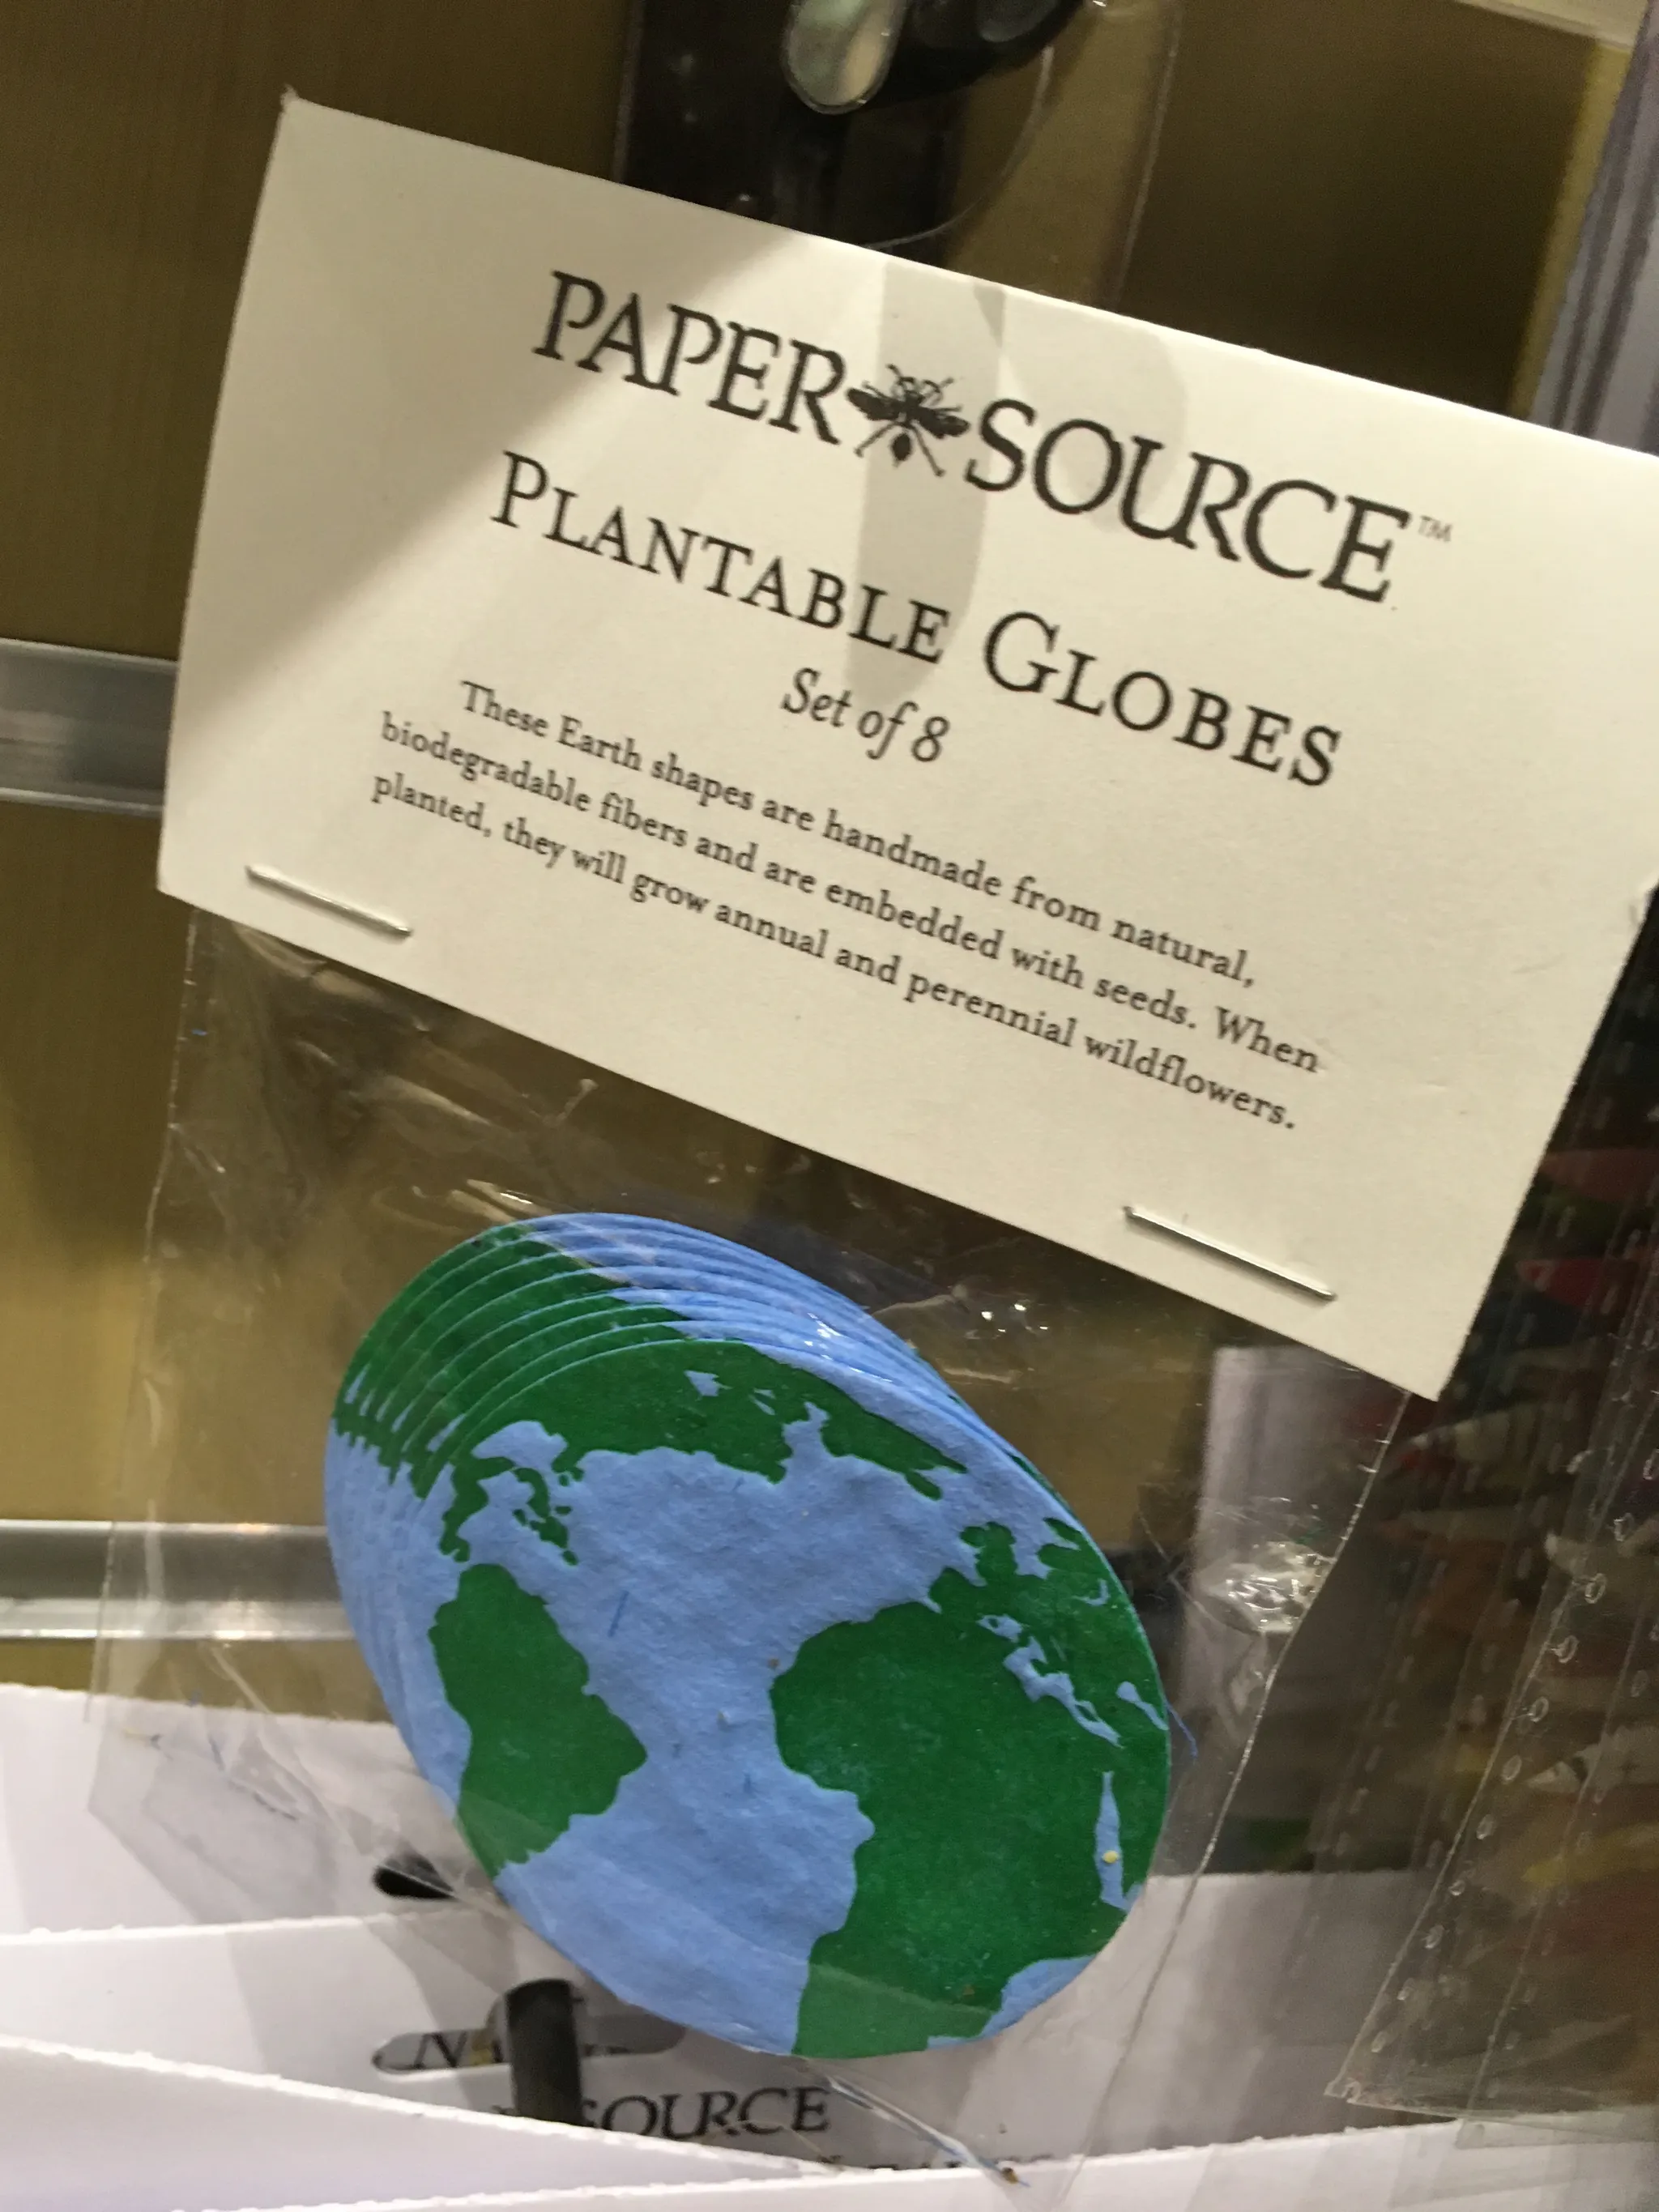 PAPER SOURCE™
PLANTABLE GLOBES
Set of 8
These Earth shapes are handmade from natural,
biodegradable fibers and are embedded with seeds. When
planted, they will grow annual and perennial wildflowers.
SOURCE